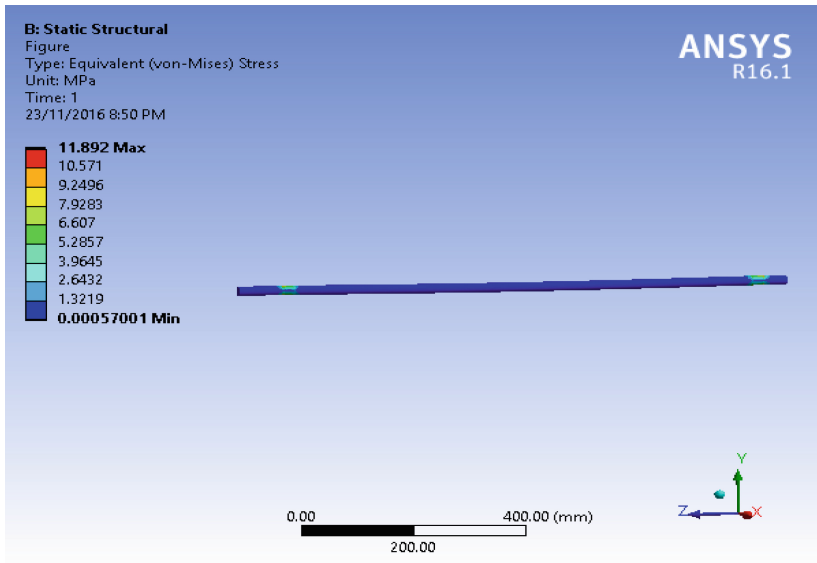 B: Static Structural
Figure
Type: Equivalent (von-Mises) Stress
Unit: MPa
Time: 1
23/11/2016 8:50 PM
ANSYS
R16.1
11.892 Max
10.571
9.2496
7.9283
6.607
5.2857
3.9645
2.6432
1.3219
0.00057001 Min
Y
Z X
0.00 400.00 (mm)
200.00